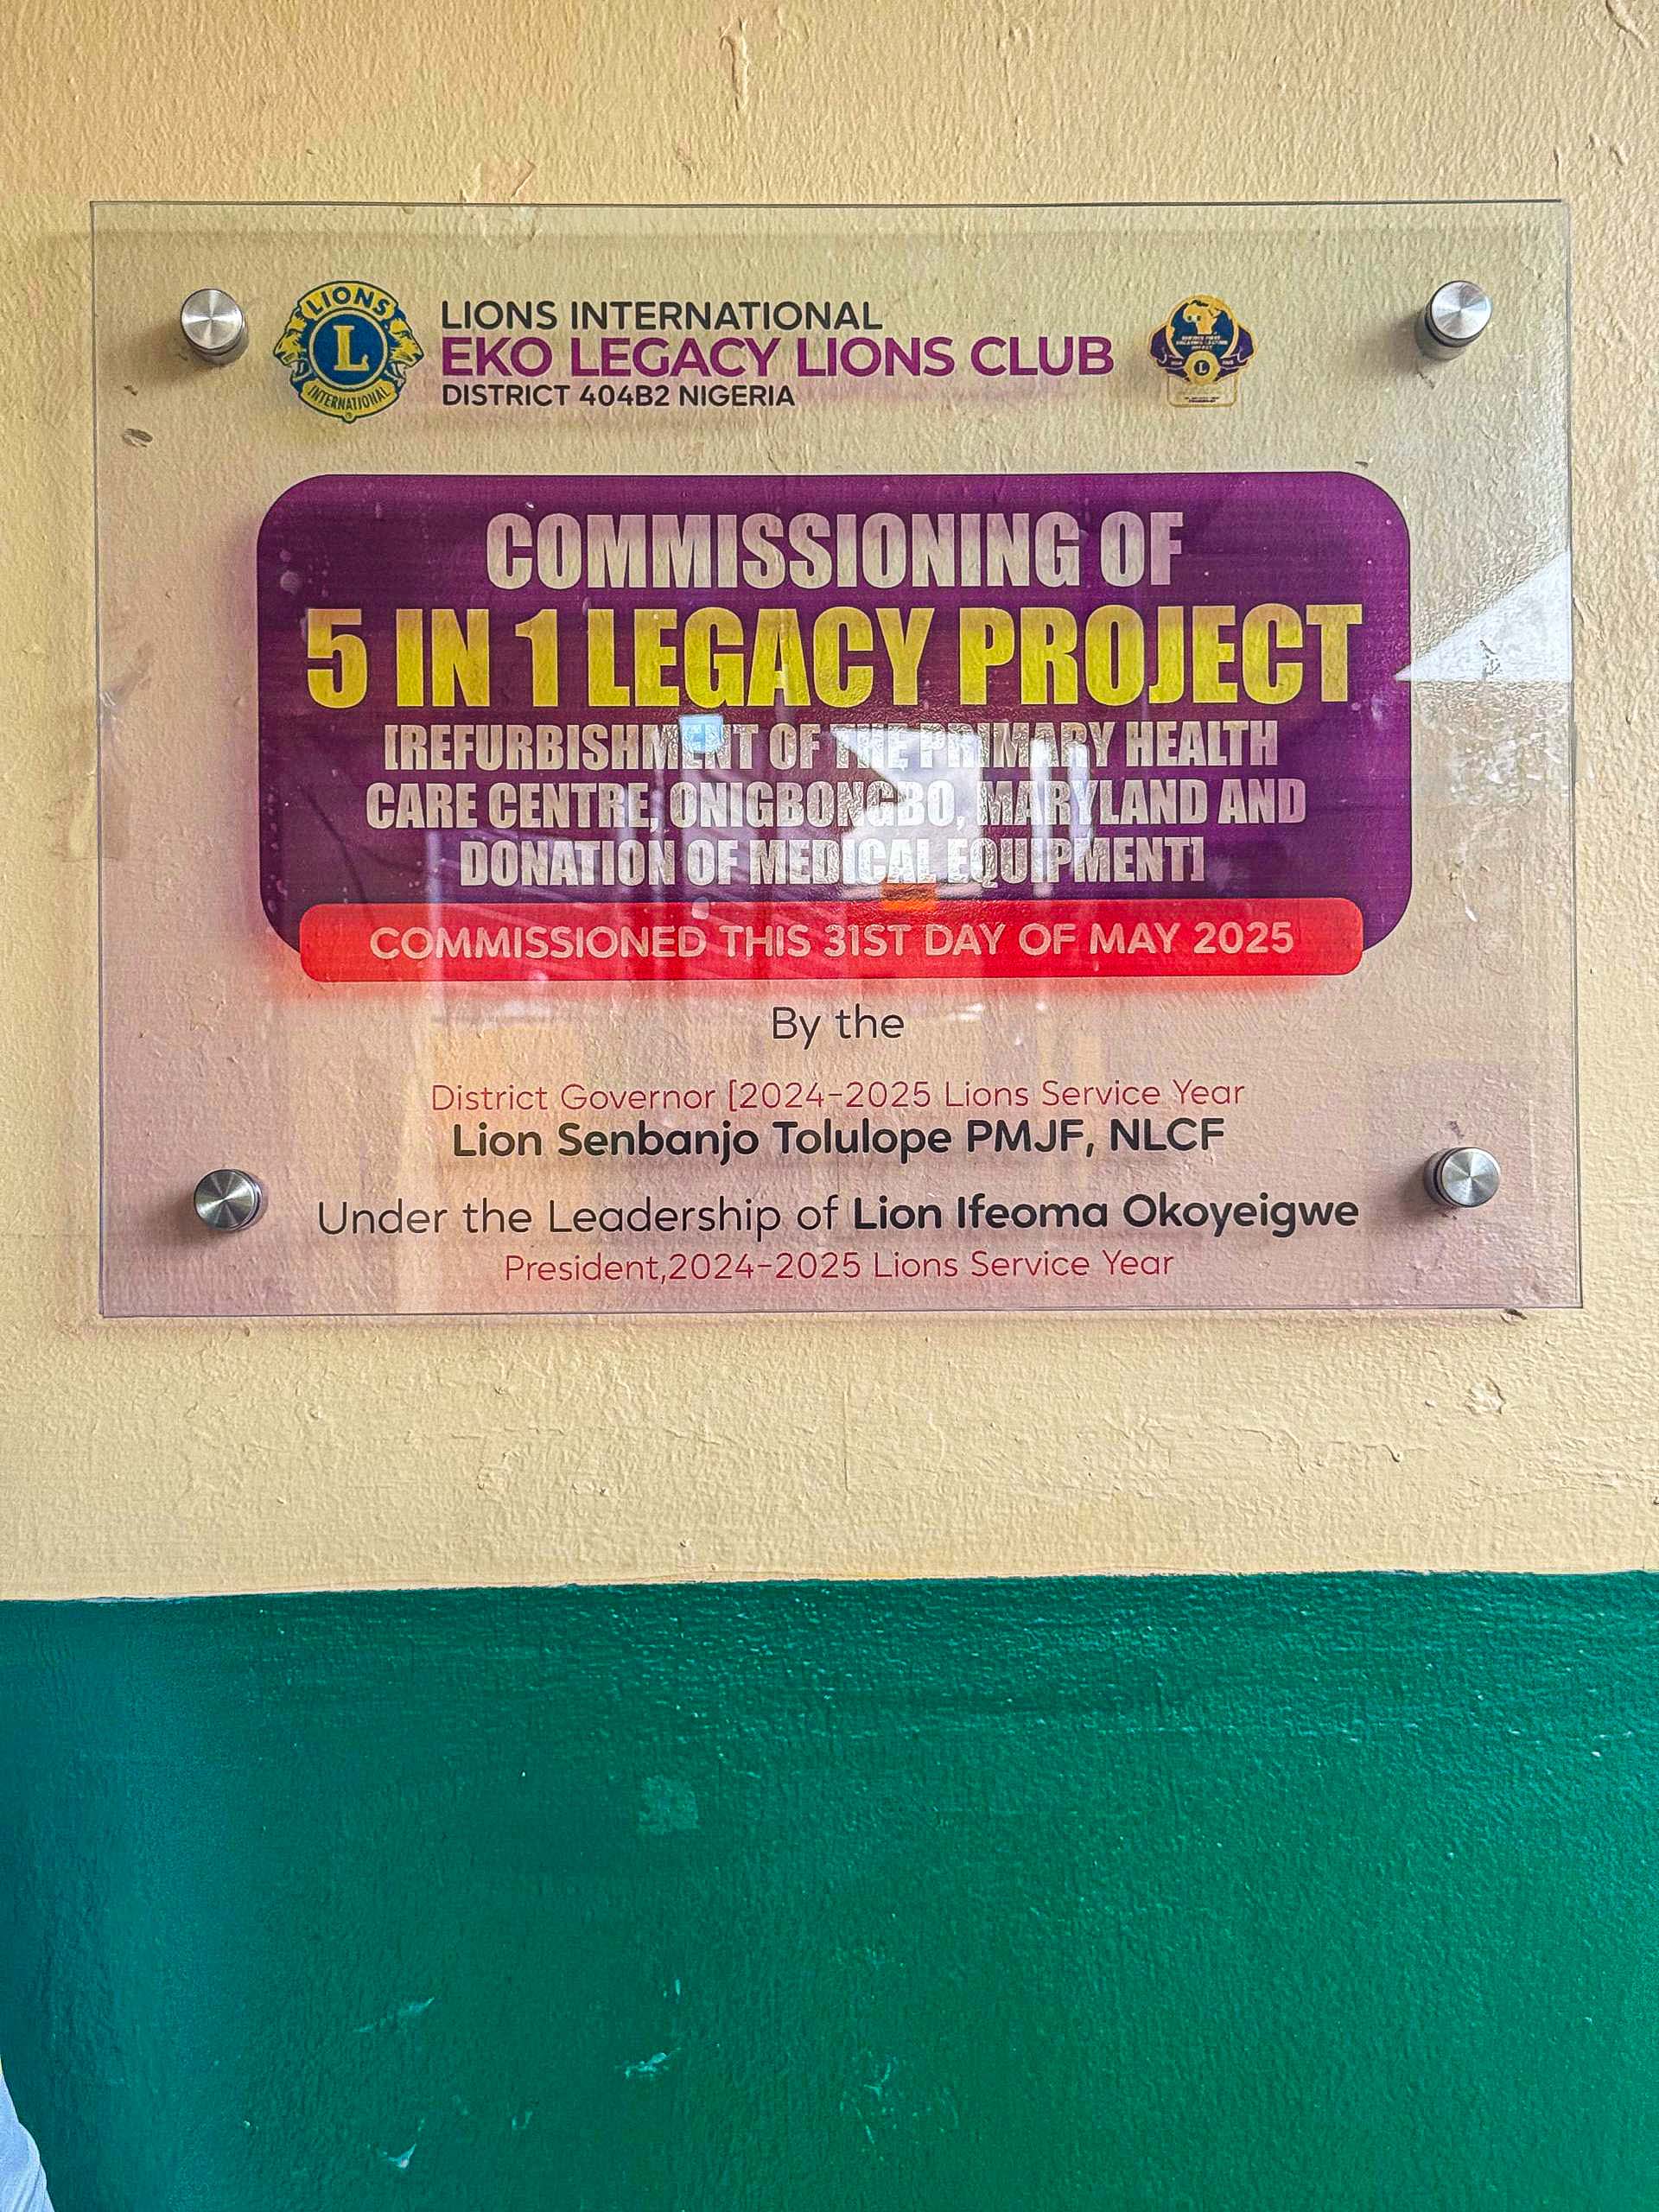 LIONS
L
INTERNATIONAL
LIONS INTERNATIONAL
EKO LEGACY LIONS CLUB
DISTRICT 404B2 NIGERIA
L
COMMISSIONING OF
5 IN 1 LEGACY PROJECT
[REFURBISHMENT OF THE PRIMARY HEALTH
CARE CENTRE, ONIGBONGBO, MARYLAND AND
DONATION OF MEDICAL EQUIPMENT]
COMMISSIONED THIS 31ST DAY OF MAY 2025
By the
District Governor [2024-2025 Lions Service Year
Lion Senbanjo Tolulope PMJF, NLCF
Under the Leadership of Lion Ifeoma Okoyeigwe
President,2024-2025 Lions Service Year